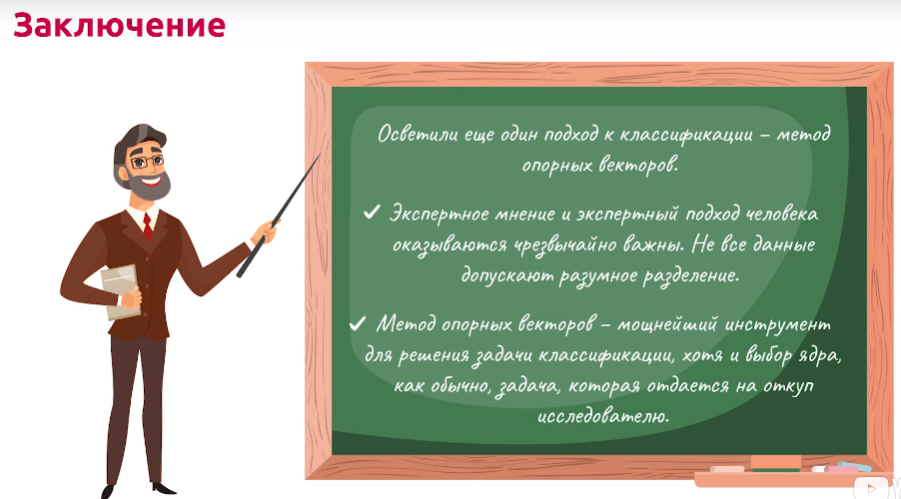 Заключение
Осветили еще один подход к классификации – метод
опорных векторов.
Экспертное мнение и экспертный подход человека
оказываются чрезвычайно важны. Не все данные
допускают разумное разделение.
Метод опорных векторов – мощнейший инструмент
для решения задачи классификации, хотя и выбор ядра,
как обычно, задача, которая отдается на откуп
исследователю.